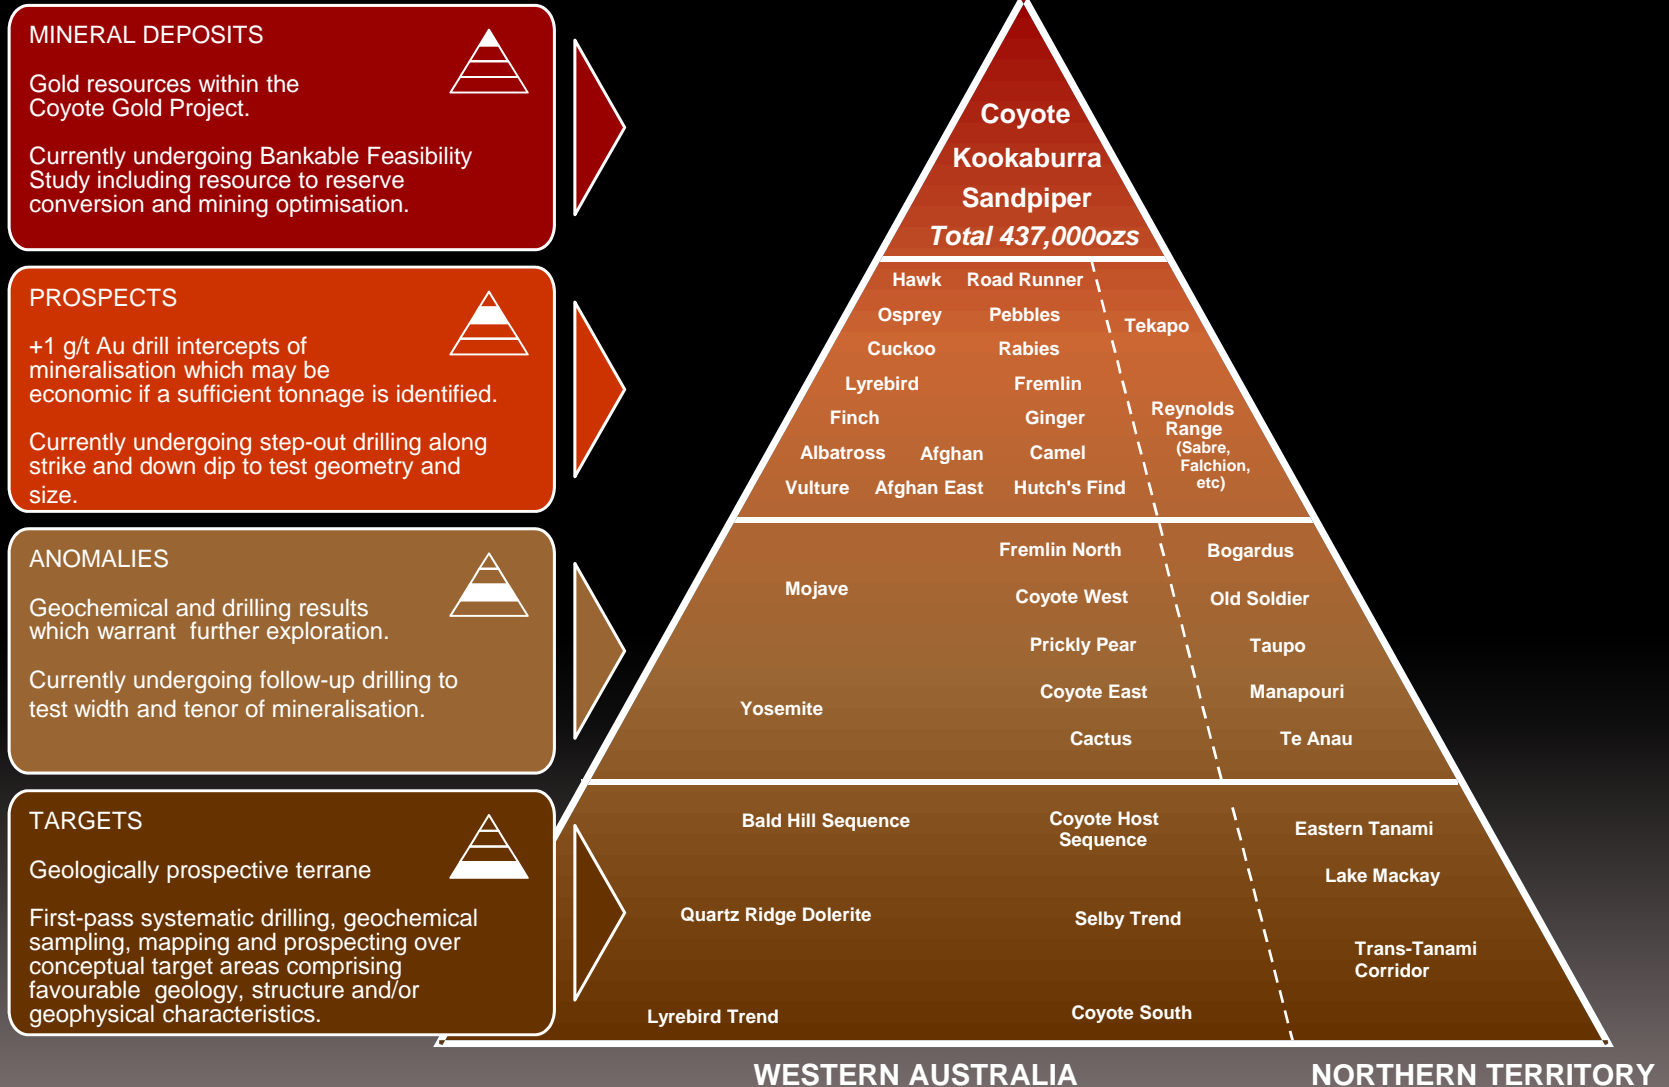 MINERAL DEPOSITS
Gold resources within the
Coyote Gold Project.
Currently undergoing Bankable Feasibility
Study including resource to reserve
conversion and mining optimisation.
PROSPECTS
+1 g/t Au drill intercepts of
mineralisation which may be
economic if a sufficient tonnage is identified.
Currently undergoing step-out drilling along
strike and down dip to test geometry and
size.
ANOMALIES
Geochemical and drilling results
which warrant further exploration.
Currently undergoing follow-up drilling to
test width and tenor of mineralisation.
TARGETS
Geologically prospective terrane
First-pass systematic drilling, geochemical
sampling, mapping and prospecting over
conceptual target areas comprising
favourable geology, structure and/or
geophysical characteristics.
Coyote
Kookaburra
Sandpiper
Total 437,000ozs
Hawk Road Runner
Osprey Pebbles
Tekapo
Cuckoo Rabies
Lyrebird Fremlin
Finch Ginger
Reynolds
Range
(Sabre,
Falchion,
etc)
Albatross Afghan Camel
Vulture Afghan East Hutch's Find
Fremlin North Bogardus
Mojave
Coyote West Old Soldier
Prickly Pear Taupo
Coyote East Manapouri
Yosemite
Cactus Te Anau
Bald Hill Sequence
Coyote Host
Sequence
Eastern Tanami
Lake Mackay
Quartz Ridge Dolerite Selby Trend
Trans-Tanami
Corridor
Lyrebird Trend Coyote South
WESTERN AUSTRALIA NORTHERN TERRITORY